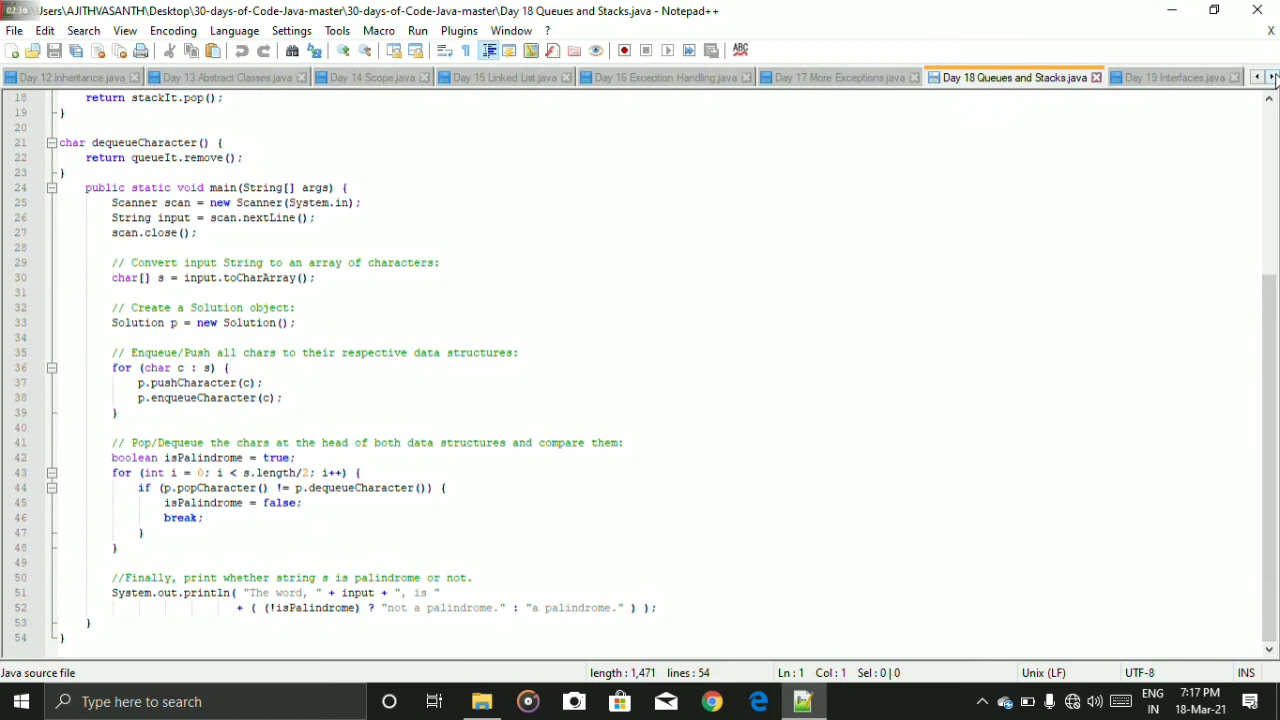 02:38 \Users\AJITHVASANTH\Desktop\30-days-of-Code-Java-master\30-days-of-Code-Java-master\Day 18 Queues and Stacks.java - Notepad++
File Edit Search View Encoding Language Settings Tools Macro Run Plugins Window ? X
Day 12 Inheritance.java Day 13 Abstract Classes.java Day 14 Scope.java Day 15 Linked List.java Day 16 Exception Handling.java Day 17 More Exceptions.java Day 18 Queues and Stacks.java Day 19 Interfaces.java
18 return stackIt.pop();
19 }
20
21 char dequeueCharacter() {
22 return queueIt.remove();
23 }
24 public static void main(String[] args) {
25 Scanner scan = new Scanner(System.in);
26 String input = scan.nextLine();
27 scan.close();
28
29 // Convert input String to an array of characters:
30 char[] s = input.toCharArray();
31
32 // Create a Solution object:
33 Solution p = new Solution();
34
35 // Enqueue/Push all chars to their respective data structures:
36 for (char c : s) {
37 p.pushCharacter(c);
38 p.enqueueCharacter(c);
39 }
40
41 // Pop/Dequeue the chars at the head of both data structures and compare them:
42 boolean isPalindrome = true;
43 for (int i = 0; i < s.length/2; i++) {
44 if (p.popCharacter() != p.dequeueCharacter()) {
45 isPalindrome = false;
46 break;
47 }
48 }
49
50 //Finally, print whether string s is palindrome or not.
51 System.out.println( "The word, " + input + ", is "
52 + ( (!isPalindrome) ? "not a palindrome." : "a palindrome." ) );
53 }
54 }
Java source file length : 1,471 lines : 54 Ln : 1 Col : 1 Sel : 0 | 0 Unix (LF) UTF-8 INS
Type here to search ENG IN 7:17 PM 18-Mar-21